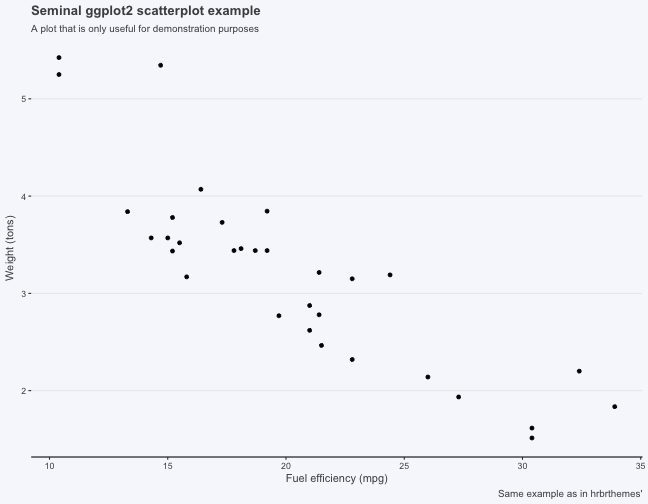 Seminal ggplot2 scatterplot example
A plot that is only useful for demonstration purposes
5
4
3
2
Weight (tons)
10 15 20 25 30 35
Fuel efficiency (mpg)
Same example as in hrbrthemes'